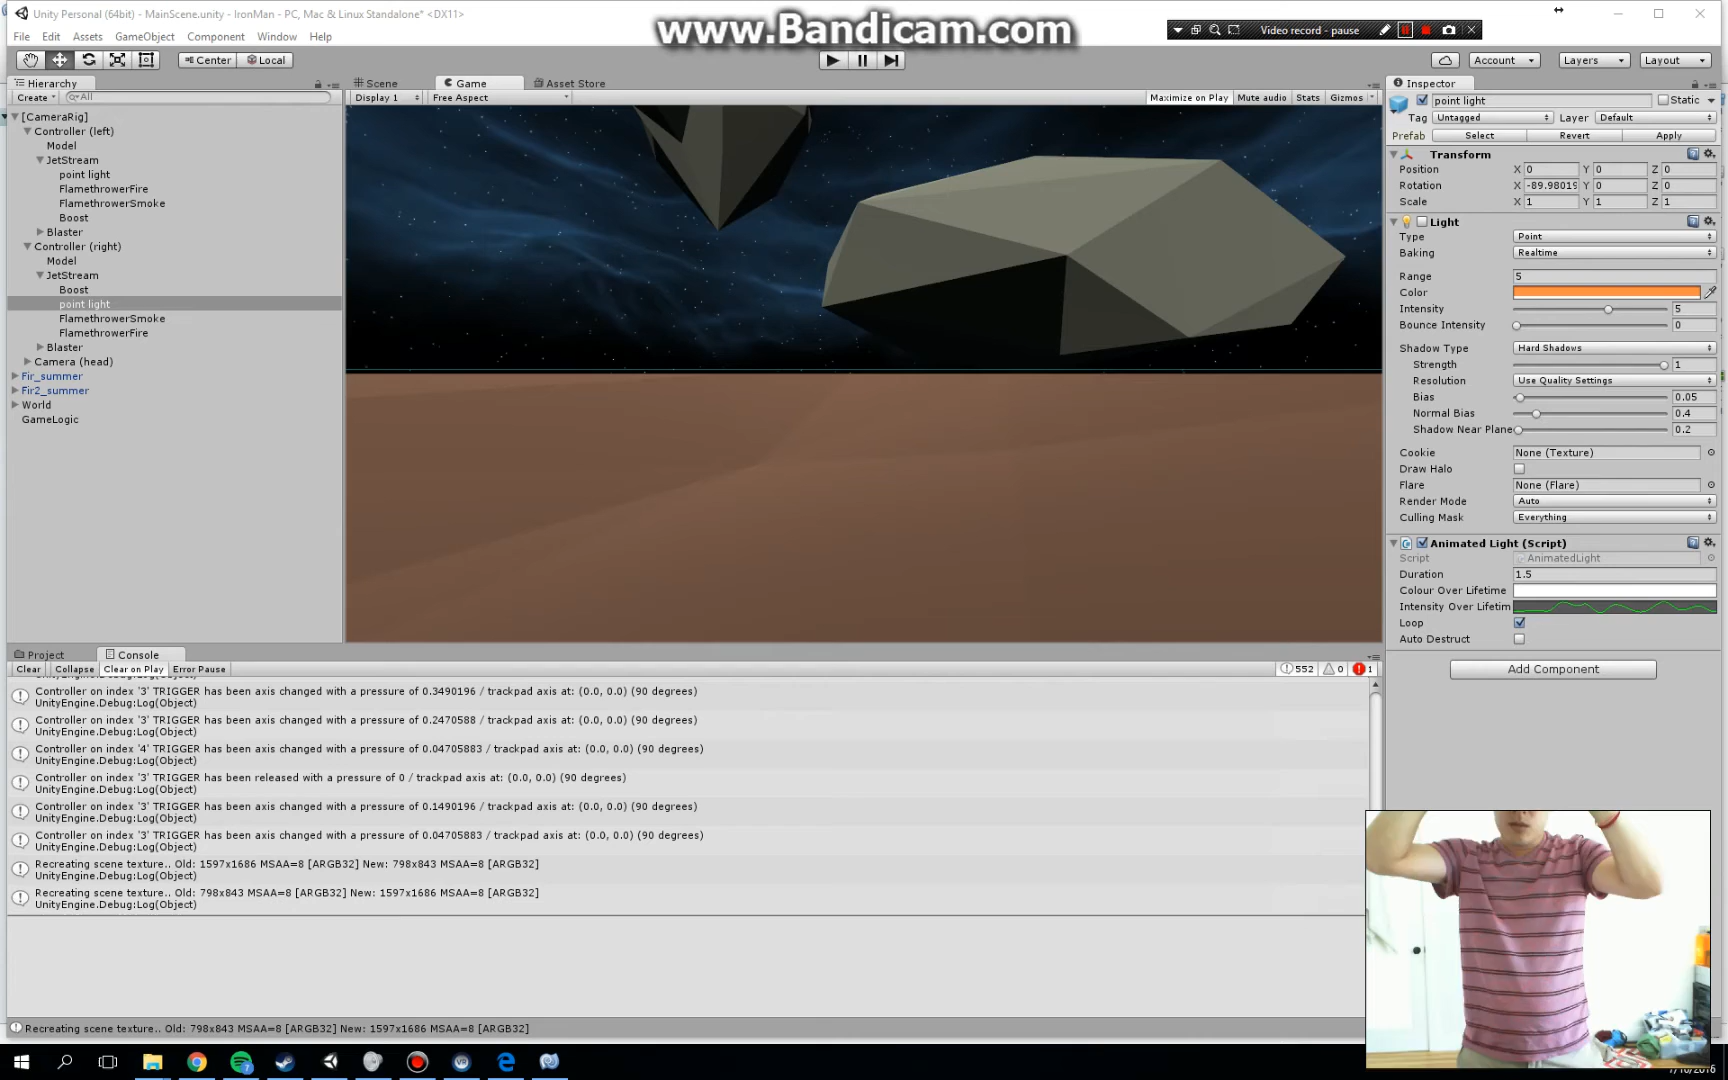 Unity Personal (64bit) - MainScene.unity - IronMan - PC, Mac & Linux Standalone* <DX11>
www.Bandicam.com
Video record - pause
File Edit Assets GameObject Component Window Help
Center Local
Account Layers Layout
Hierarchy
Scene Game Asset Store
Inspector
Create All
Display 1 Free Aspect
Maximize on Play Mute audio Stats Gizmos
point light Static
Tag Untagged Layer Default
Prefab Select Revert Apply
[CameraRig]
Controller (left)
Model
JetStream
point light
FlamethrowerFire
FlamethrowerSmoke
Boost
Blaster
Controller (right)
Model
JetStream
Boost
point light
FlamethrowerSmoke
FlamethrowerFire
Blaster
Camera (head)
Fir_summer
Fir2_summer
World
GameLogic
Transform
Position X 0 Y 0 Z 0
Rotation X -89.98019 Y 0 Z 0
Scale X 1 Y 1 Z 1
Light
Type Point
Baking Realtime
Range 5
Color
Intensity 5
Bounce Intensity 0
Shadow Type Hard Shadows
Strength 1
Resolution Use Quality Settings
Bias 0.05
Normal Bias 0.4
Shadow Near Plane 0.2
Cookie None (Texture)
Draw Halo
Flare None (Flare)
Render Mode Auto
Culling Mask Everything
Animated Light (Script)
Script AnimatedLight
Duration 1.5
Colour Over Lifetime
Intensity Over Lifetim
Loop
Auto Destruct
Add Component
Project Console
Clear Collapse Clear on Play Error Pause
552 0 1
UnityEngine.Debug:Log(Object)
Controller on index '3' TRIGGER has been axis changed with a pressure of 0.3490196 / trackpad axis at: (0.0, 0.0) (90 degrees)
UnityEngine.Debug:Log(Object)
Controller on index '3' TRIGGER has been axis changed with a pressure of 0.2470588 / trackpad axis at: (0.0, 0.0) (90 degrees)
UnityEngine.Debug:Log(Object)
Controller on index '4' TRIGGER has been axis changed with a pressure of 0.04705883 / trackpad axis at: (0.0, 0.0) (90 degrees)
UnityEngine.Debug:Log(Object)
Controller on index '3' TRIGGER has been released with a pressure of 0 / trackpad axis at: (0.0, 0.0) (90 degrees)
UnityEngine.Debug:Log(Object)
Controller on index '3' TRIGGER has been axis changed with a pressure of 0.1490196 / trackpad axis at: (0.0, 0.0) (90 degrees)
UnityEngine.Debug:Log(Object)
Controller on index '3' TRIGGER has been axis changed with a pressure of 0.04705883 / trackpad axis at: (0.0, 0.0) (90 degrees)
UnityEngine.Debug:Log(Object)
Recreating scene texture.. Old: 1597x1686 MSAA=8 [ARGB32] New: 798x843 MSAA=8 [ARGB32]
UnityEngine.Debug:Log(Object)
Recreating scene texture.. Old: 798x843 MSAA=8 [ARGB32] New: 1597x1686 MSAA=8 [ARGB32]
UnityEngine.Debug:Log(Object)
Recreating scene texture.. Old: 798x843 MSAA=8 [ARGB32] New: 1597x1686 MSAA=8 [ARGB32]